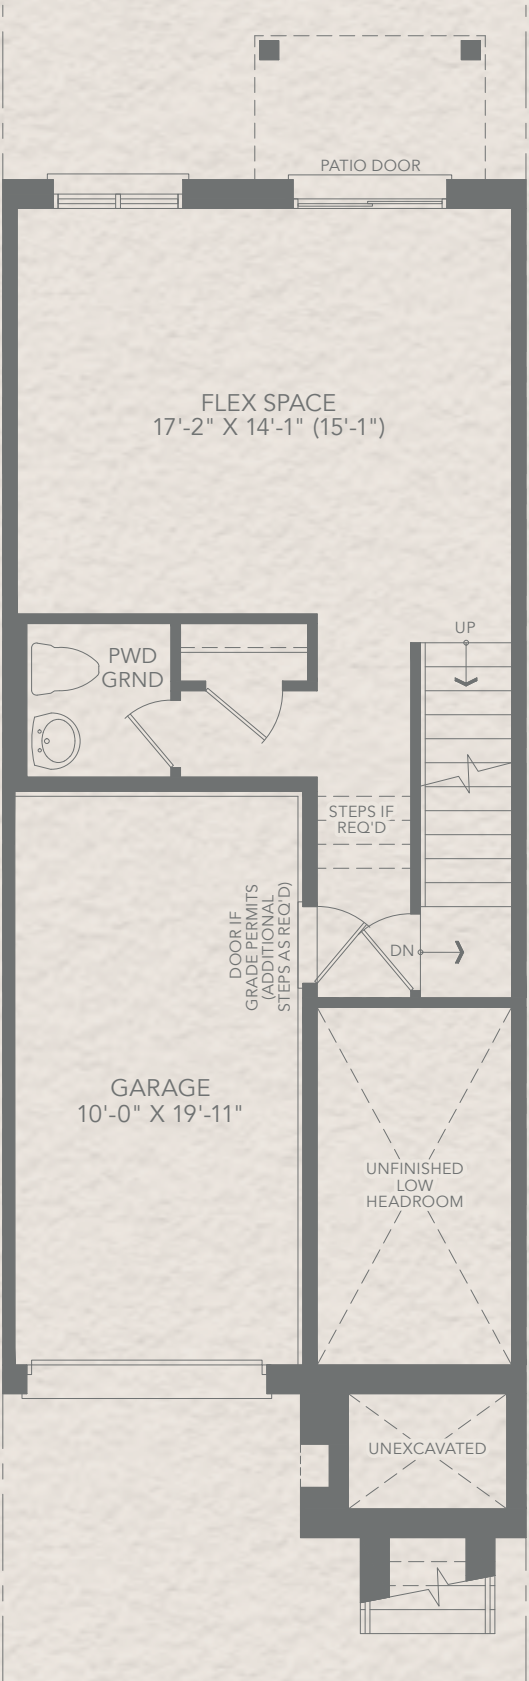 PATIO DOOR
FLEX SPACE
17'-2" X 14'-1" (15'-1")
UP
PWD
GRND
STEPS IF
REQ'D
DOOR IF
GRADE PERMITS
(ADDITIONAL
STEPS AS REQ'D)
DN
GARAGE
10'-0" X 19'-11"
UNFINISHED
LOW
HEADROOM
UNEXCAVATED